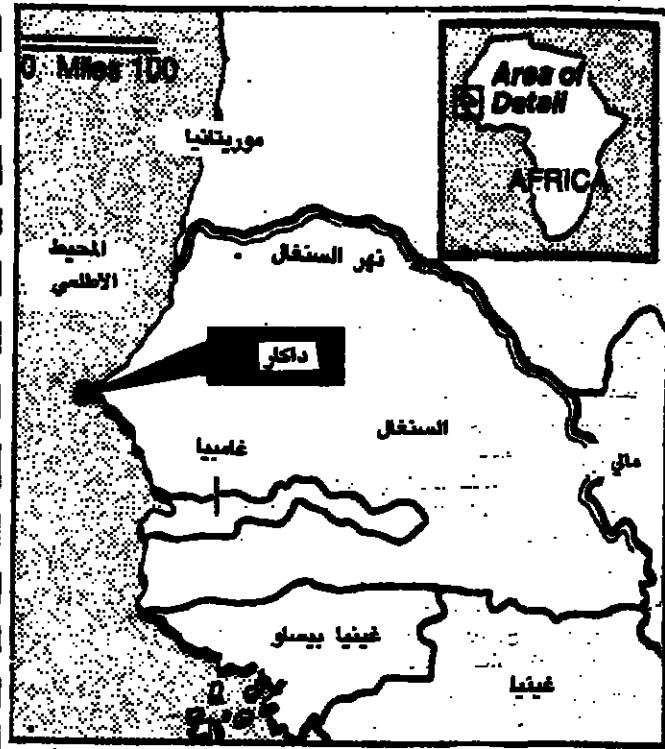 0 Miles 100
Area of
Detail
AFRICA
موريتانيا
المحيط
الاطلسي
نهر السنغال
داكار
السنغال
غامبيا
مالي
غينيا بيساو
غينيا